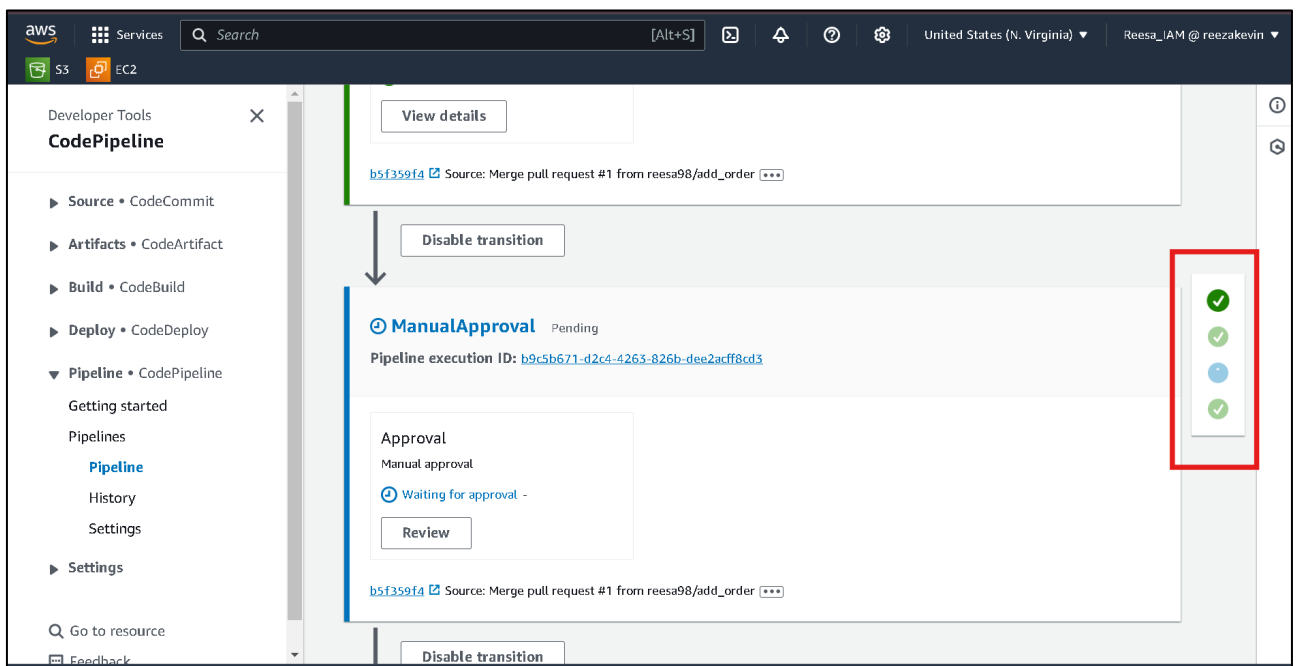 aws Services Search [Alt+S] United States (N. Virginia) ▼ Reesa_IAM @ reezakevin ▼
S3 EC2
Developer Tools
CodePipeline
Source • CodeCommit
Artifacts • CodeArtifact
Build • CodeBuild
Deploy • CodeDeploy
Pipeline • CodePipeline
Getting started
Pipelines
Pipeline
History
Settings
Settings
Go to resource
Feedback
View details
b5f359f4 Source: Merge pull request #1 from reesa98/add_order
Disable transition
ManualApproval Pending
Pipeline execution ID: b9c5b671-d2c4-4263-826b-dee2acff8cd3
Approval
Manual approval
Waiting for approval -
Review
b5f359f4 Source: Merge pull request #1 from reesa98/add_order
Disable transition